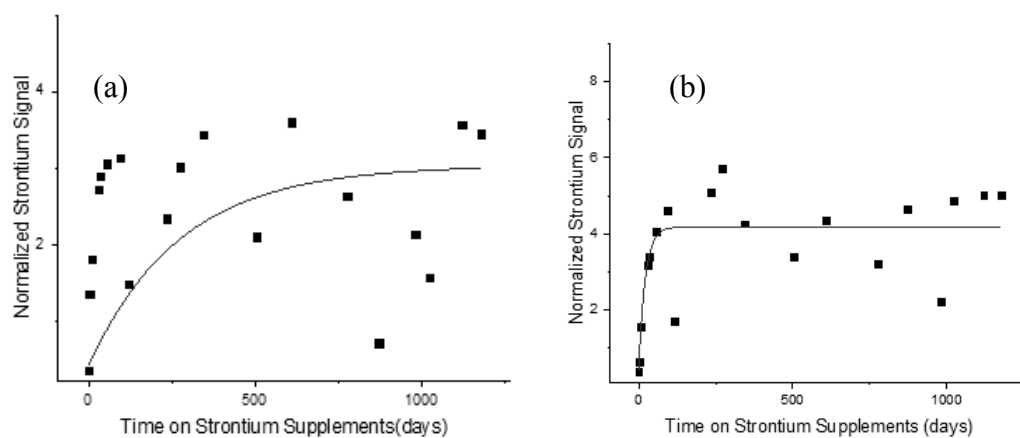 (a)
Normalized Strontium Signal
4
2
0
500
1000
Time on Strontium Supplements(days)
(b)
Normalized Strontium Signal
8
6
4
2
0
500
1000
Time on Strontium Supplements (days)